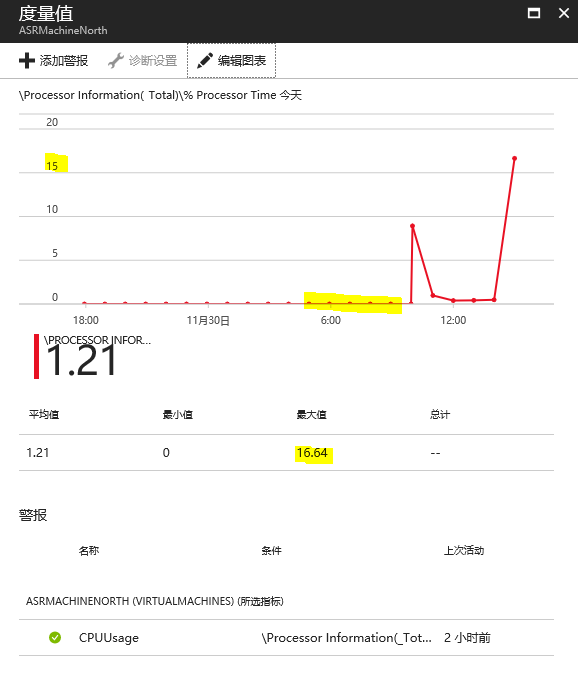 度量值
ASRMachineNorth
添加警报 诊断设置 编辑图表
\Processor Information( Total)\% Processor Time 今天
20
15
10
5
0
18:00 11月30日 6:00 12:00
\PROCESSOR INFOR...
1.21
平均值 最小值 最大值 总计
1.21 0 16.64 --
警报
名称 条件 上次活动
ASRMACHINENORTH (VIRTUALMACHINES) (所选指标)
CPUUsage \Processor Information(_Tot... 2 小时前